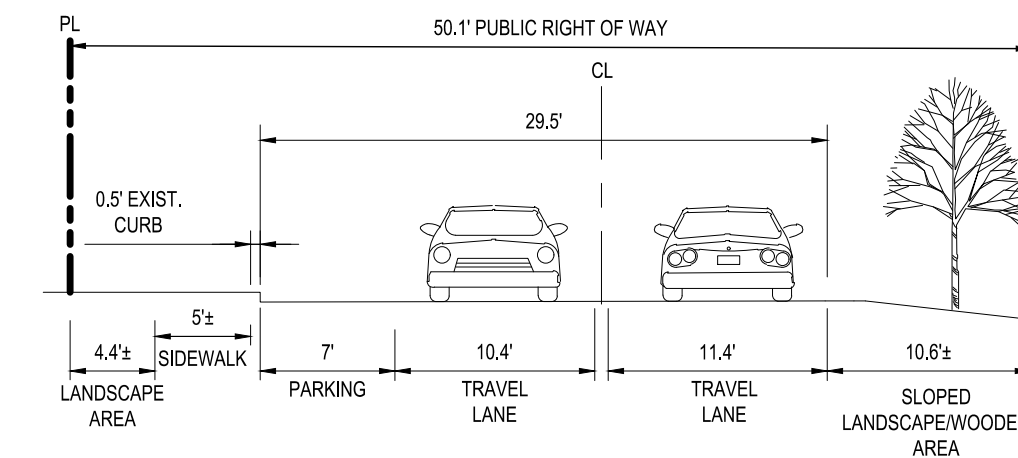 PL
50.1' PUBLIC RIGHT OF WAY
CL
29.5'
0.5' EXIST.
CURB
5'±
SIDEWALK
4.4'±
LANDSCAPE
AREA
7'
PARKING
10.4'
TRAVEL
LANE
11.4'
TRAVEL
LANE
10.6'±
SLOPED
LANDSCAPE/WOODE
AREA